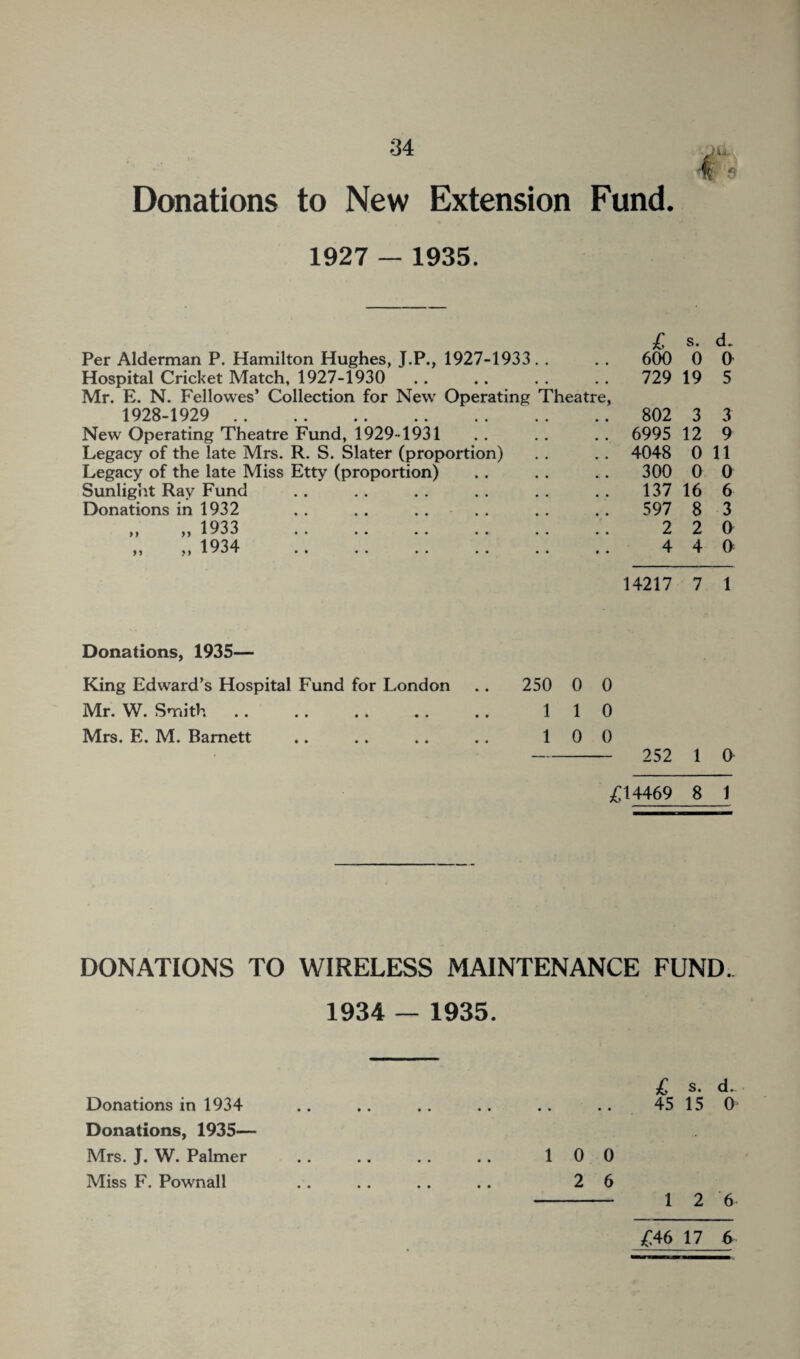 34
Donations to New Extension Fund.
1927 — 1935.
£ s. d.
Per Alderman P. Hamilton Hughes, J.P., 1927-1933 .. .. 600 0 0
Hospital Cricket Match, 1927-1930 .. .. .. .. 729 19 5
Mr. E. N. Fellowes' Collection for New Operating Theatre,
1928-1929 .. .. .. .. .. .. .. 802 3 3
New Operating Theatre Fund, 1929-1931 .. .. .. 6995 12 9
Legacy of the late Mrs. R. S. Slater (proportion) .. .. 4048 0 11
Legacy of the late Miss Etty (proportion) .. .. .. 300 0 0
Sunlight Ray Fund .. .. .. .. .. .. 137 16 6
Donations in 1932 .. .. .. .. .. .. 597 8 3
„ „ 1933 .. .. .. .. .. .. 2 2 0
„ „ 1934 .. .. .. .. .. .. 4 4 0
14217 7 1
Donations, 1935—
King Edward's Hospital Fund for London .. 250 0 0
Mr. W. Smith .. .. .. .. .. 1 1 0
Mrs. E. M. Barnett .. .. .. .. 1 0 0
252 1 0
£14469 8 1
DONATIONS TO WIRELESS MAINTENANCE FUND.
1934 — 1935.
£ s. d.
Donations in 1934 .. .. .. .. .. .. 45 15 0
Donations, 1935—
Mrs. J. W. Palmer .. .. .. .. 1 0 0
Miss F. Pownall .. .. .. .. 2 6
1 2 6
£46 17 6